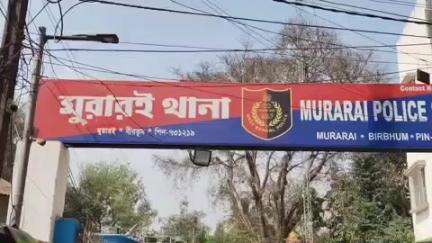 Contact N
মুরারই থানা MURARAI POLICE
মুরারই * বীরভূম * পিন-৭৩১২১৯ MURARAI - BIRBHUM - PIN-